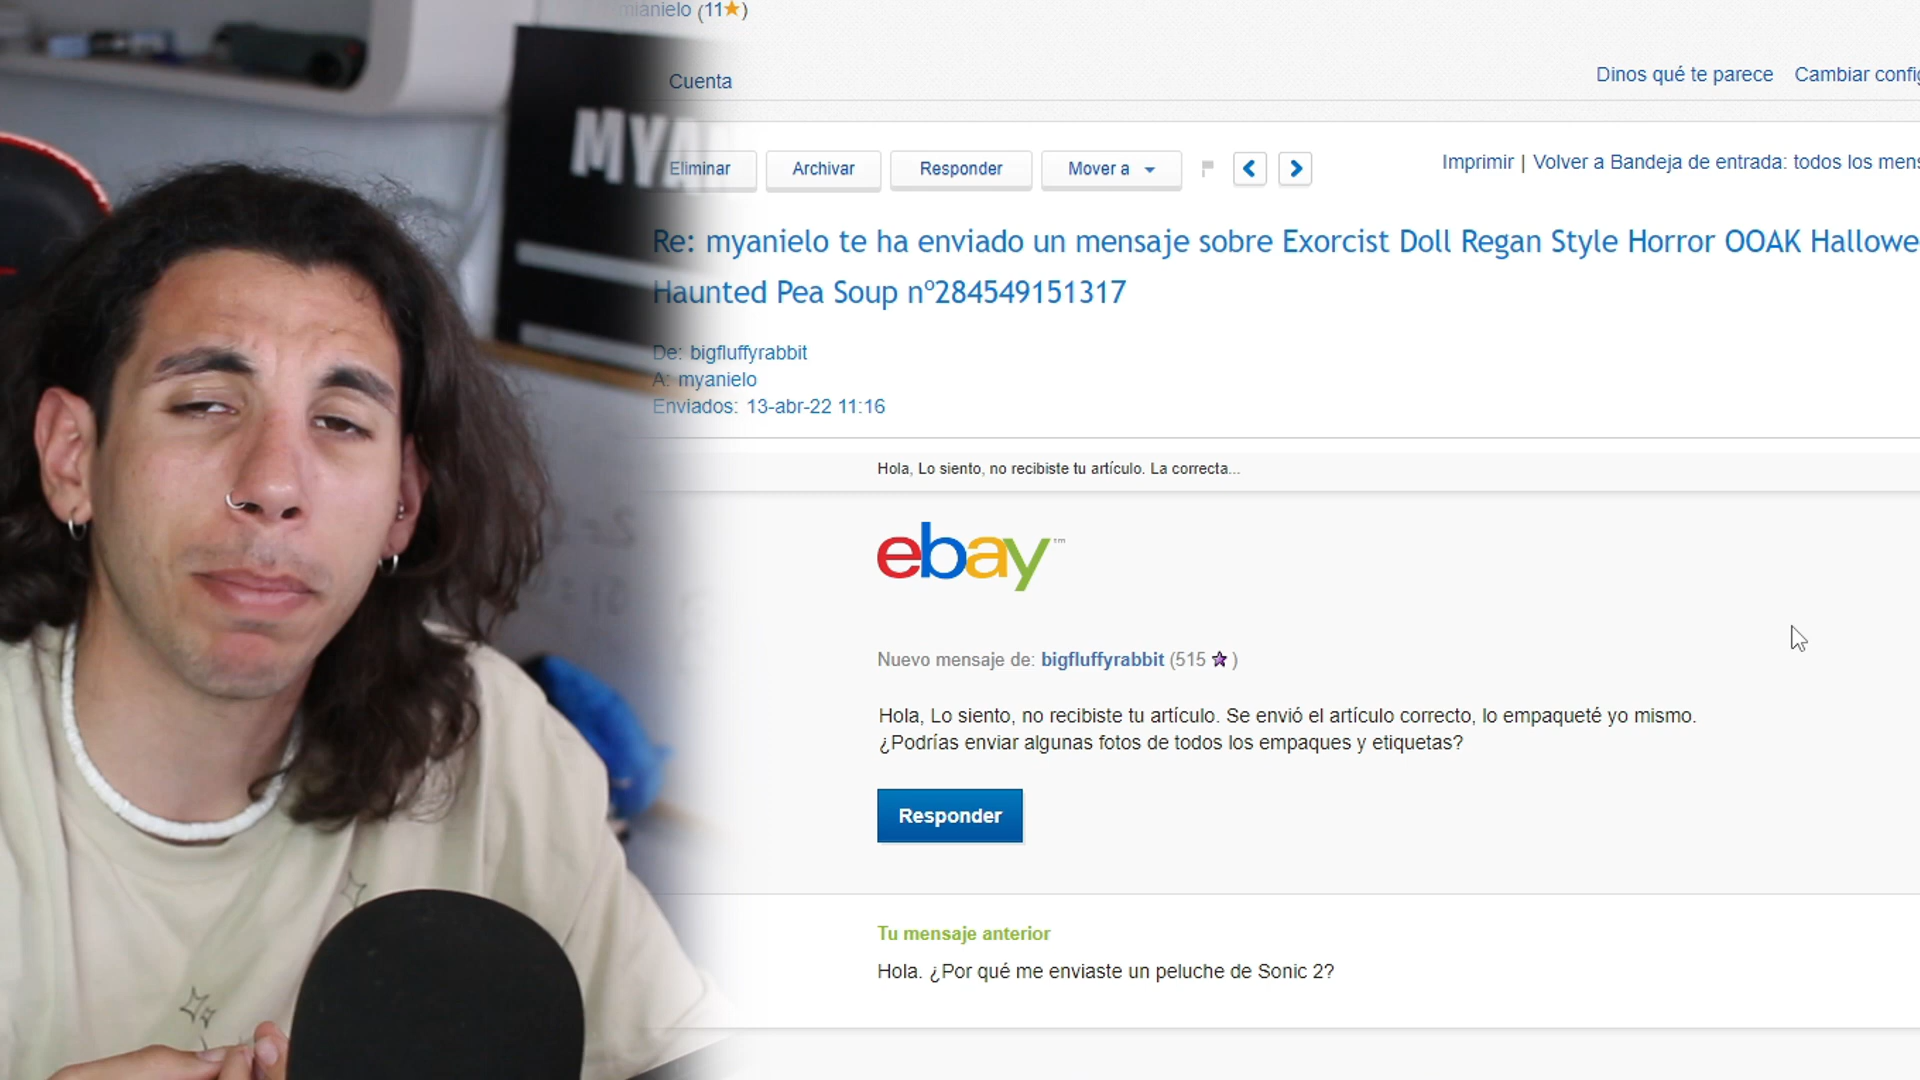 mianielo (11)
Cuenta
Dinos qué te parece Cambiar config
MYA
Eliminar Archivar Responder Mover a
Imprimir | Volver a Bandeja de entrada: todos los mens
Re: myanielo te ha enviado un mensaje sobre Exorcist Doll Regan Style Horror OOAK Hallowe
Haunted Pea Soup nº284549151317
De: bigfluffyrabbit
A: myanielo
Enviados: 13-abr-22 11:16
Hola, Lo siento, no recibiste tu artículo. La correcta...
ebay™
Nuevo mensaje de: bigfluffyrabbit (515 )
Hola, Lo siento, no recibiste tu artículo. Se envió el artículo correcto, lo empaqueté yo mismo.
¿Podrías enviar algunas fotos de todos los empaques y etiquetas?
Responder
Tu mensaje anterior
Hola. ¿Por qué me enviaste un peluche de Sonic 2?